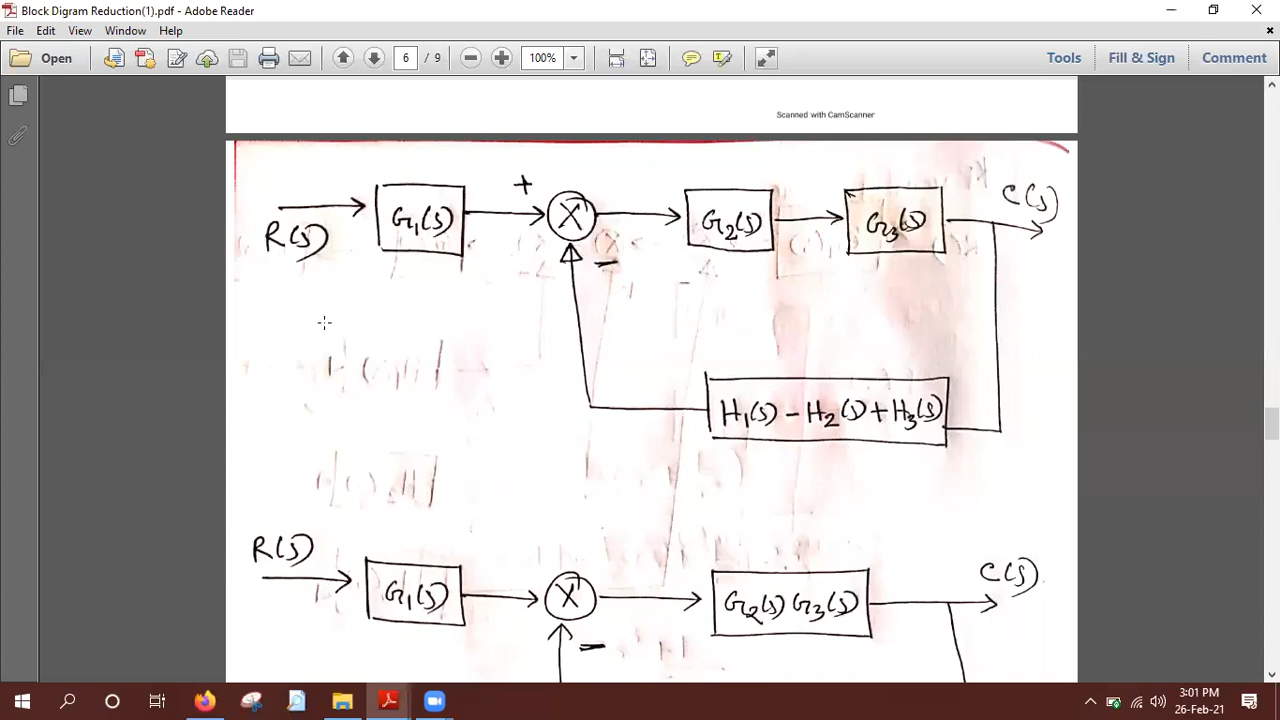 Block Digram Reduction(1).pdf - Adobe Reader
File Edit View Window Help
Open 6 / 9 100% Tools Fill & Sign Comment
Scanned with CamScanner
R(s) G₁(s) + X G₂(s) G₃(s) C(s)
-
H₁(s) - H₂(s) + H₃(s)
R(s) C(s)
G₁(s) X G₂(s) G₃(s)
-
3:01 PM
26-Feb-21